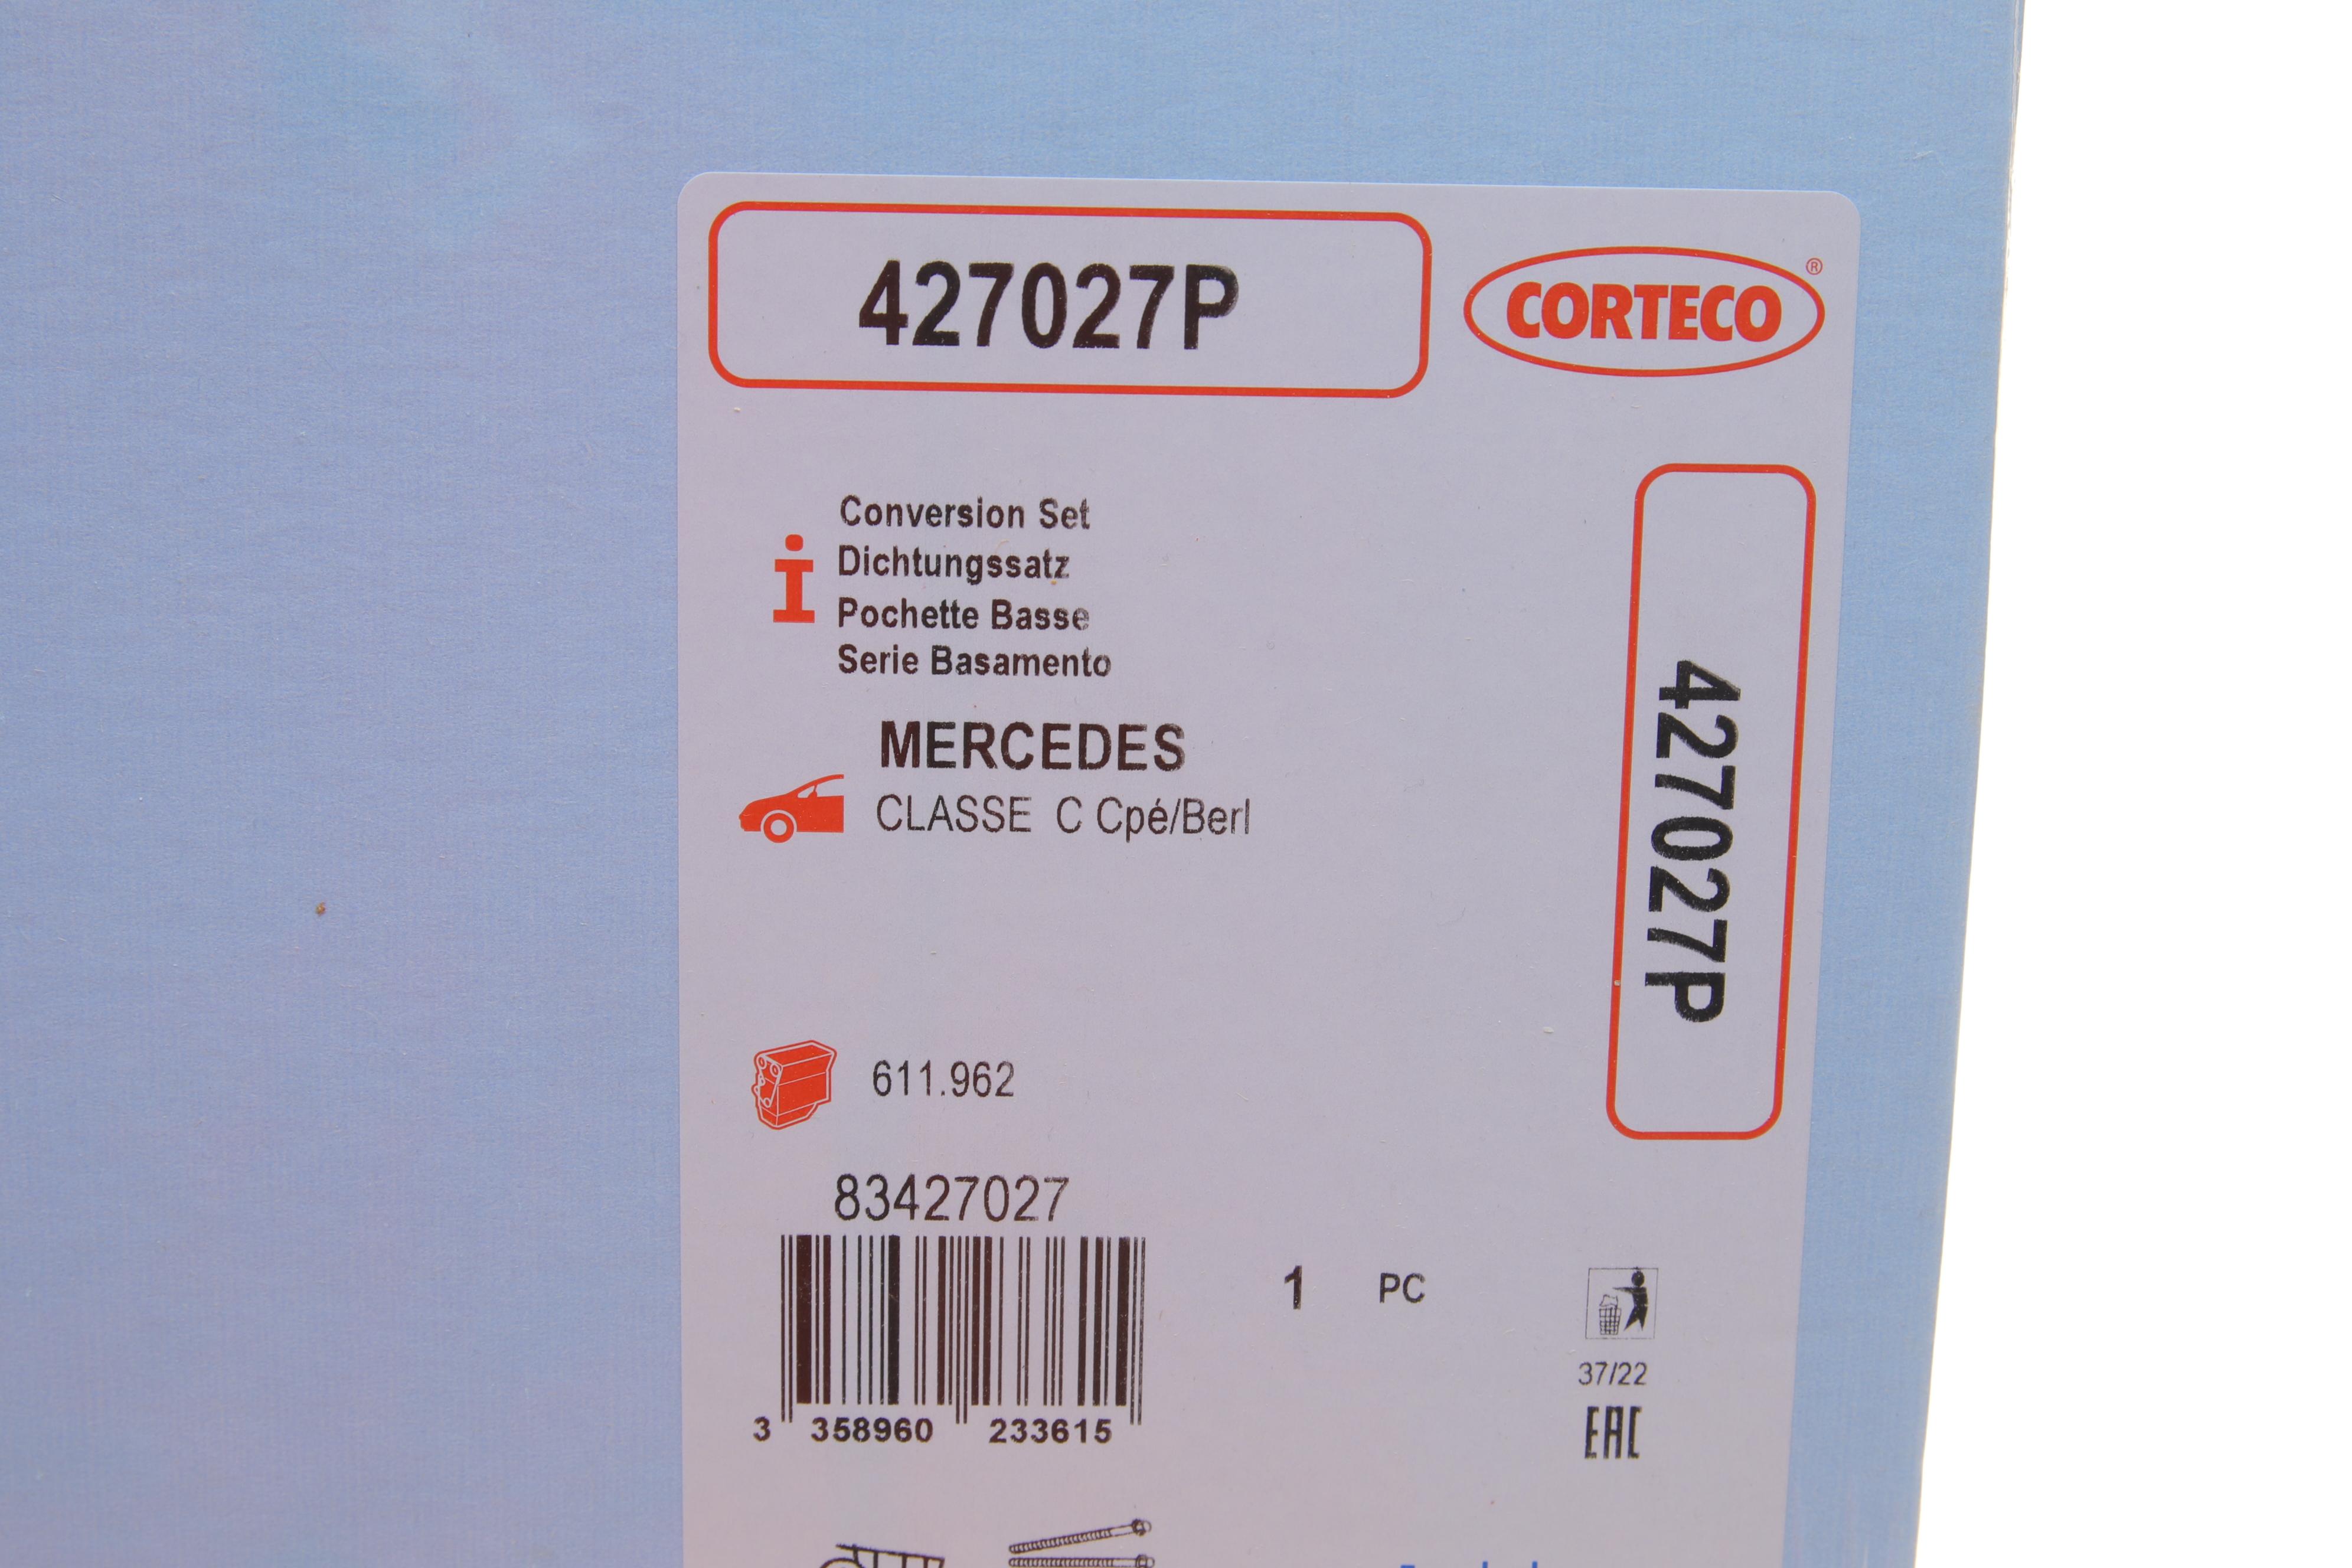 427027P
CORTECO®
Conversion Set
Dichtungssatz
Pochette Basse
Serie Basamento
MERCEDES
CLASSE C Cpé/Berl
427027P
611.962
83427027
1 PC
3 358960 233615
37/22
EAC